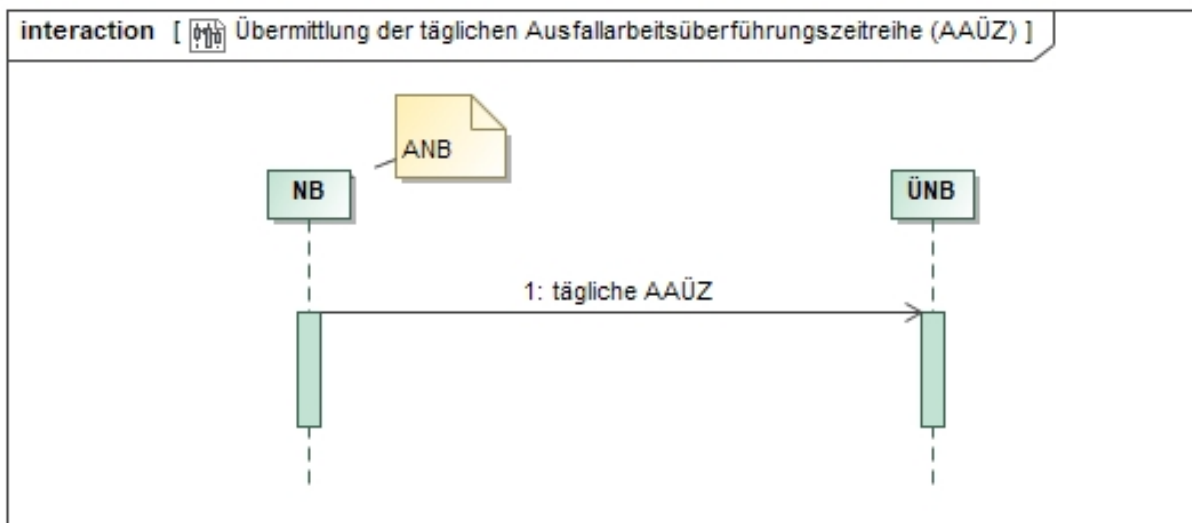 interaction [ Übermittlung der täglichen Ausfallarbeitsüberführungszeitreihe (AAÜZ) ]
ANB
NB
ÜNB
1: tägliche AAÜZ